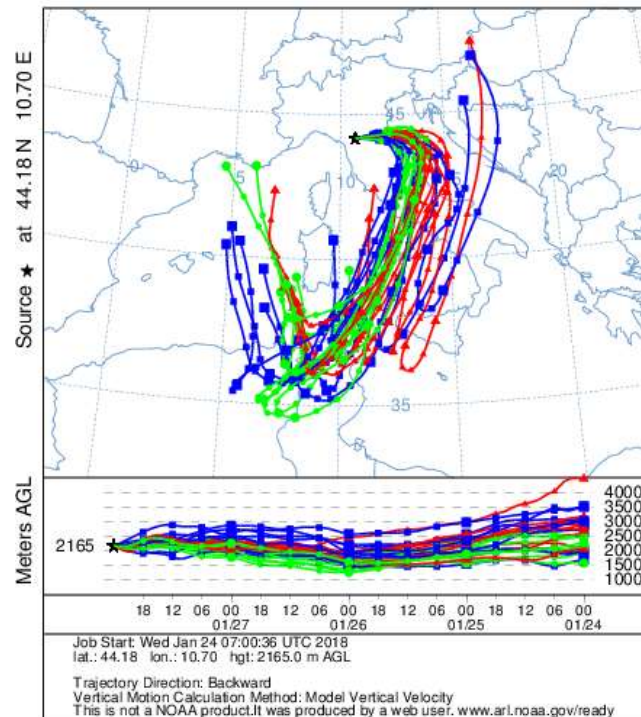 Source ★ at 44.18 N 10.70 E
45
5
10
15
20
35
Meters AGL
2165
4000
3500
3000
2500
2000
1500
1000
18 12 06 00 18 12 06 00 18 12 06 00 18 12 06 00
01/27 01/26 01/25 01/24
Job Start: Wed Jan 24 07:00:36 UTC 2018
lat.: 44.18 lon.: 10.70 hgt: 2165.0 m AGL
Trajectory Direction: Backward
Vertical Motion Calculation Method: Model Vertical Velocity
This is not a NOAA product.It was produced by a web user. www.arl.noaa.gov/ready